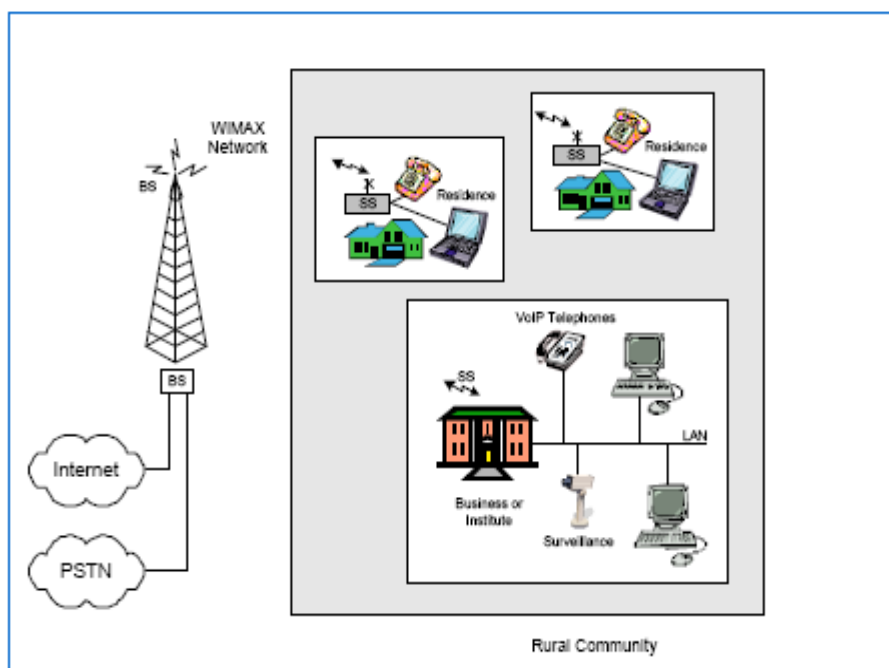 WIMAX
Network
BS
BS
Internet
PSTN
SS
Residence
SS
Residence
VoIP Telephones
SS
LAN
Business or
Institute
Surveillance
Rural Community